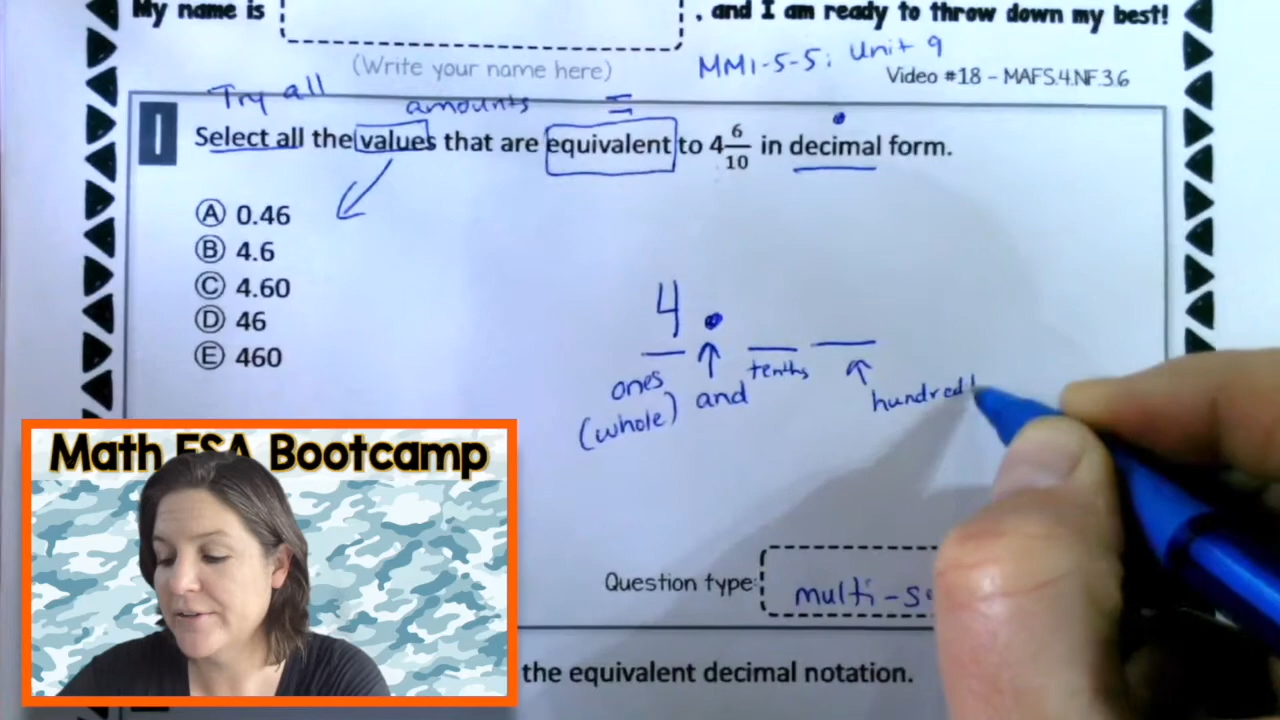 My name is , and I am ready to throw down my best!
(Write your name here)
MM1-5-5: Unit 9
Video #18 - MAFS.4.NF.3.6
Try all amounts =
1 Select all the values that are equivalent to 4 6/10 in decimal form.
A 0.46
B 4.6
C 4.60
D 46
E 460
4 .
ones (whole)
and
tenths
hundred
Math FSA Bootcamp
Question type: multi-se
the equivalent decimal notation.